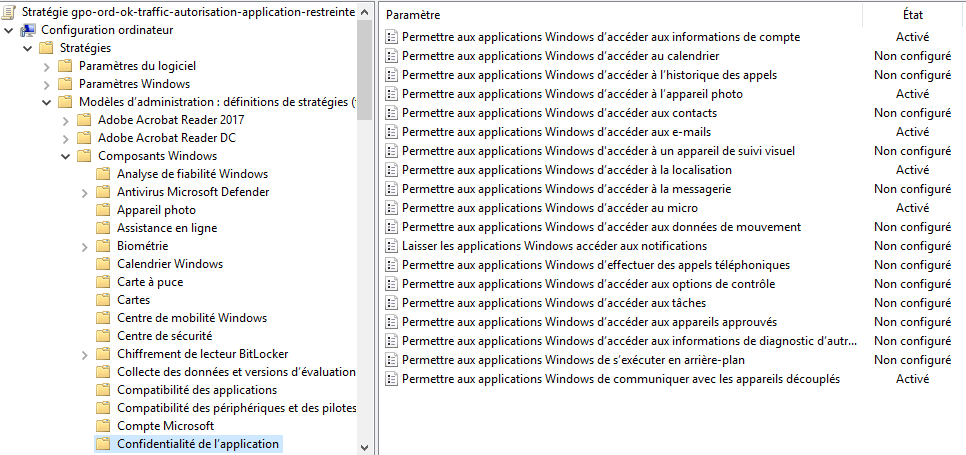 Stratégie gpo-ord-ok-traffic-autorisation-application-restreinte
Configuration ordinateur
Stratégies
Paramètres du logiciel
Paramètres Windows
Modèles d'administration : définitions de stratégies (
Adobe Acrobat Reader 2017
Adobe Acrobat Reader DC
Composants Windows
Analyse de fiabilité Windows
Antivirus Microsoft Defender
Appareil photo
Assistance en ligne
Biométrie
Calendrier Windows
Carte à puce
Cartes
Centre de mobilité Windows
Centre de sécurité
Chiffrement de lecteur BitLocker
Collecte des données et versions d'évaluation
Compatibilité des applications
Compatibilité des périphériques et des pilotes
Compte Microsoft
Confidentialité de l'application
Paramètre État
Permettre aux applications Windows d'accéder aux informations de compte Activé
Permettre aux applications Windows d'accéder au calendrier Non configuré
Permettre aux applications Windows d'accéder à l'historique des appels Non configuré
Permettre aux applications Windows d'accéder à l'appareil photo Activé
Permettre aux applications Windows d'accéder aux contacts Non configuré
Permettre aux applications Windows d'accéder aux e-mails Activé
Permettre aux applications Windows d'accéder à un appareil de suivi visuel Non configuré
Permettre aux applications Windows d'accéder à la localisation Activé
Permettre aux applications Windows d'accéder à la messagerie Non configuré
Permettre aux applications Windows d'accéder au micro Activé
Permettre aux applications Windows d'accéder aux données de mouvement Non configuré
Laisser les applications Windows accéder aux notifications Non configuré
Permettre aux applications Windows d'effectuer des appels téléphoniques Non configuré
Permettre aux applications Windows d'accéder aux options de contrôle Non configuré
Permettre aux applications Windows d'accéder aux tâches Non configuré
Permettre aux applications Windows d'accéder aux appareils approuvés Non configuré
Permettre aux applications Windows d'accéder aux informations de diagnostic d'autr... Non configuré
Permettre aux applications Windows de s'exécuter en arrière-plan Non configuré
Permettre aux applications Windows de communiquer avec les appareils découplés Activé